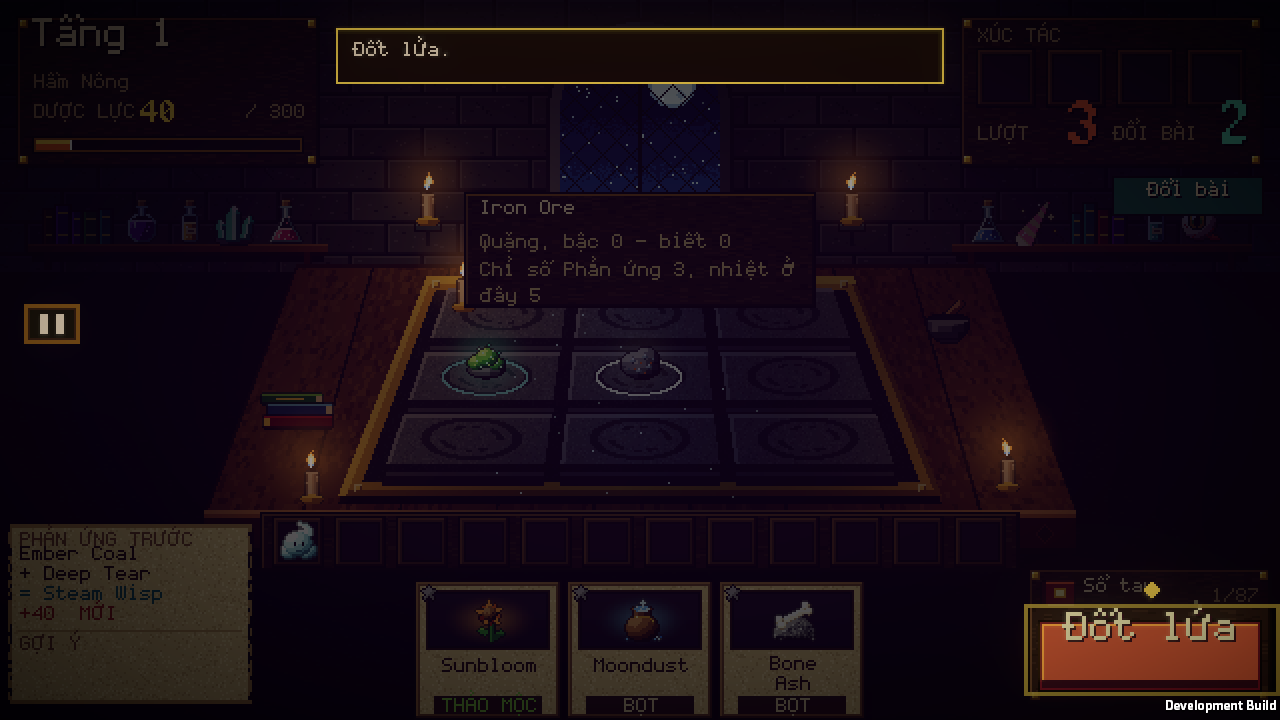 Tầng 1
Hầm Nông
DƯỢC LỰC 40 / 300
Đốt lửa.
XÚC TÁC
LƯỢT 3 ĐỔI BÀI 2
Đổi bài
Iron Ore
Quặng, bậc 0 – biết 0
Chỉ số Phản ứng 3, nhiệt ở
đây 5
PHẢN ỨNG TRƯỚC
Ember Coal
+ Deep Tear
= Steam Wisp
+40 MỚI
GỢI Ý
Sunbloom
THẢO MỘC
Moondust
BỘT
Bone
Ash
BỘT
Sổ tay
1/87
Đốt lửa
Development Build